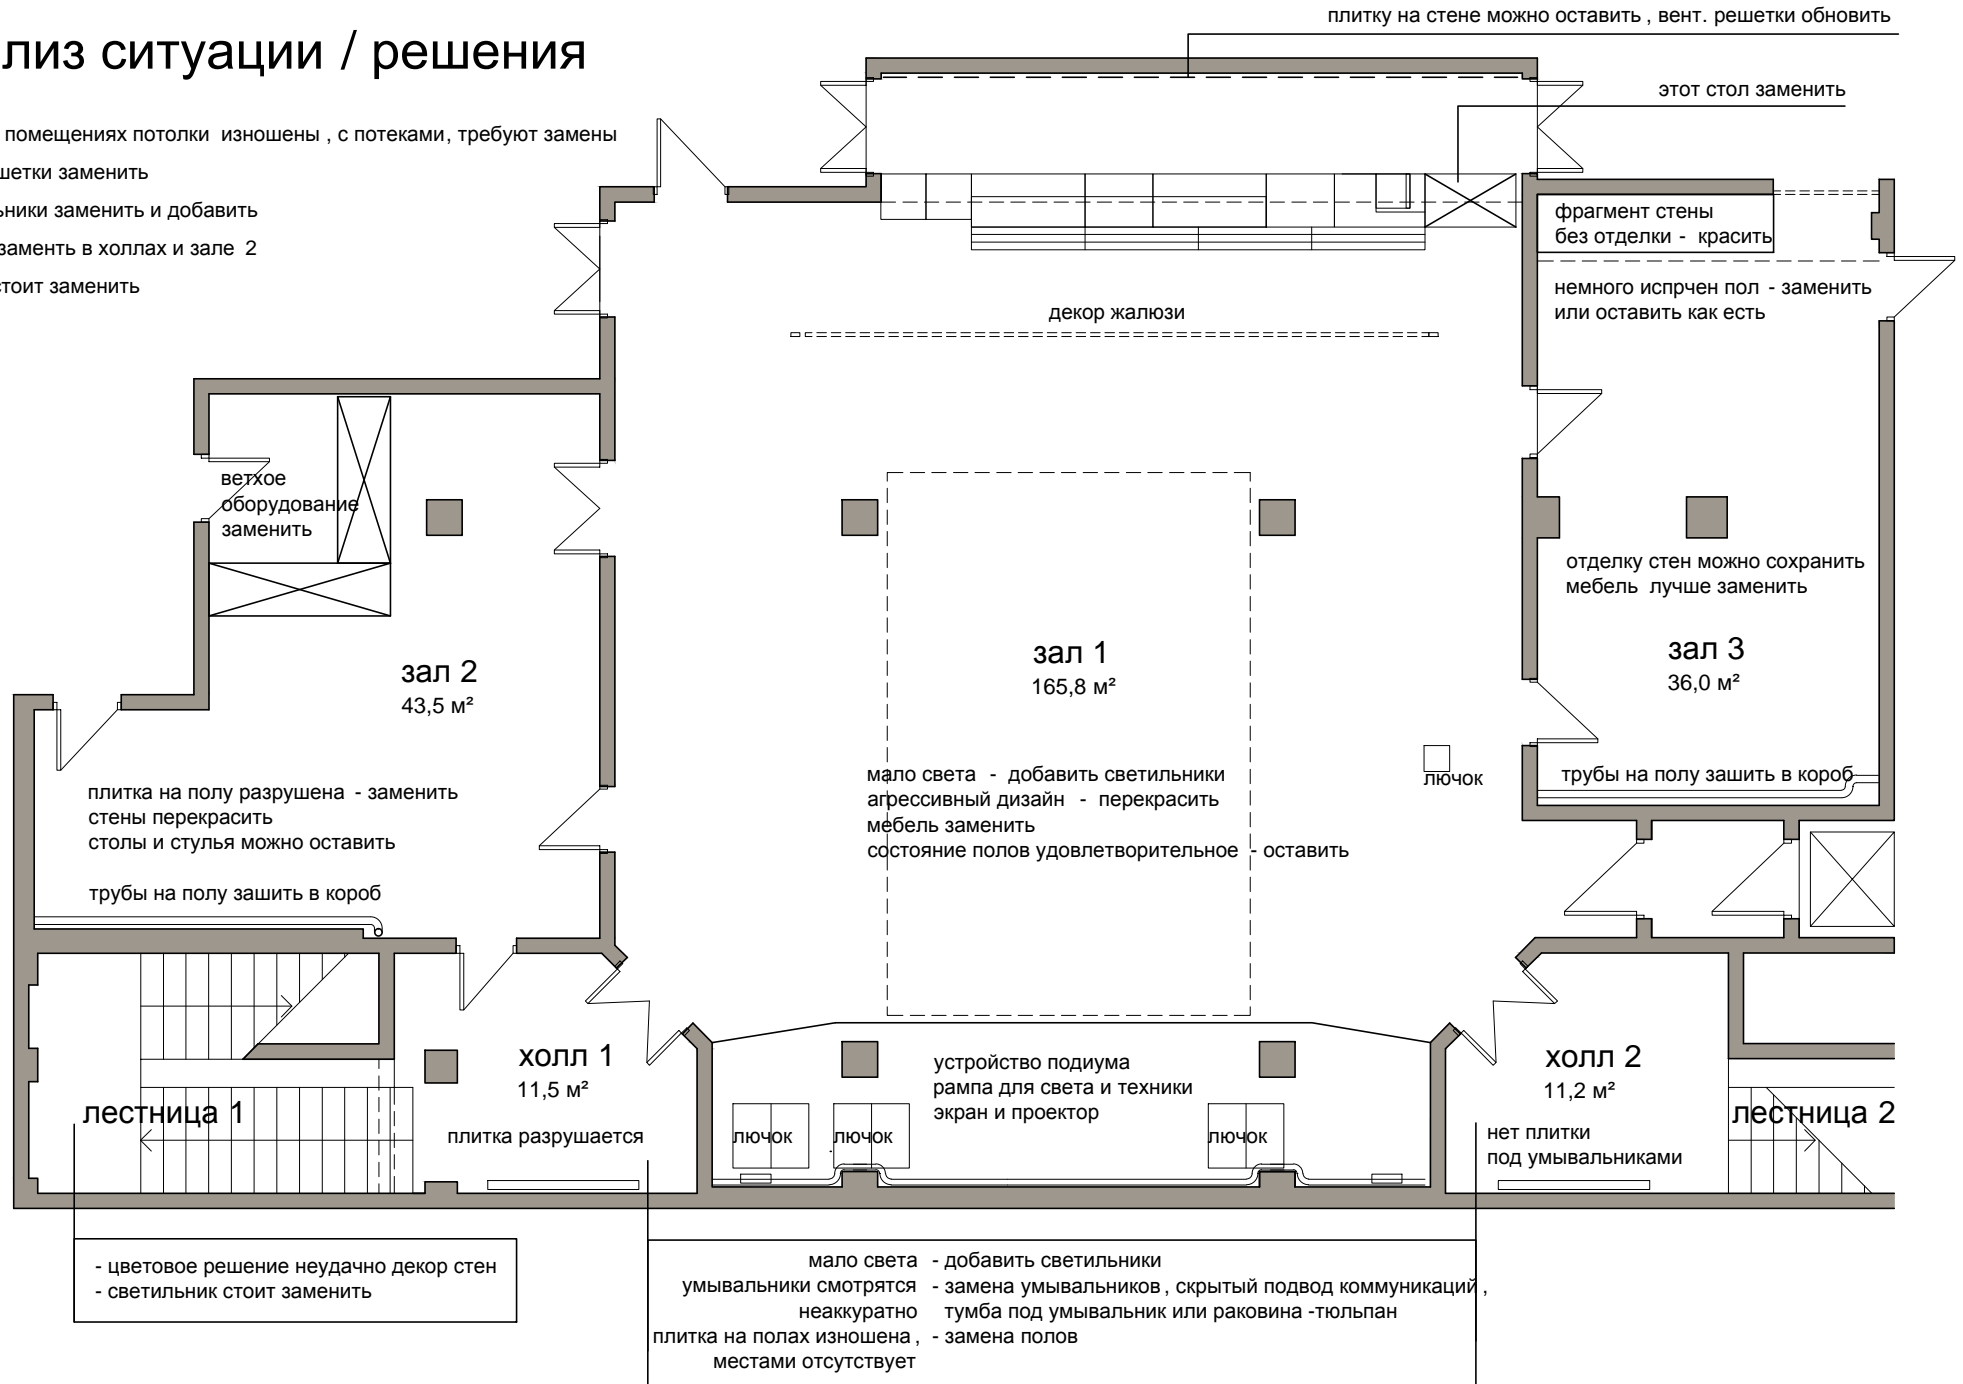 лиз ситуации / решения
помещениях потолки изношены , с потеками, требуют замены
шетки заменить
ьники заменить и добавить
заменть в холлах и зале 2
стоит заменить
плитку на стене можно оставить , вент. решетки обновить
этот стол заменить
фрагмент стены
без отделки - красить
немного испрчен пол - заменить
или оставить как есть
декор жалюзи
ветхое
оборудование
заменить
отделку стен можно сохранить
мебель лучше заменить
зал 2
43,5 м²
зал 1
165,8 м²
зал 3
36,0 м²
плитка на полу разрушена - заменить
стены перекрасить
столы и стулья можно оставить
трубы на полу зашить в короб
мало света - добавить светильники
агрессивный дизайн - перекрасить
мебель заменить
состояние полов удовлетворительное - оставить
лючок
трубы на полу зашить в короб
лестница 1
холл 1
11,5 м²
плитка разрушается
устройство подиума
рампа для света и техники
экран и проектор
лючок
лючок
лючок
холл 2
11,2 м²
нет плитки
под умывальниками
лестница 2
- цветовое решение неудачно декор стен
- светильник стоит заменить
мало света - добавить светильники
умывальники смотрятся - замена умывальников , скрытый подвод коммуникаций ,
неаккуратно тумба под умывальник или раковина -тюльпан
плитка на полах изношена , - замена полов
местами отсутствует